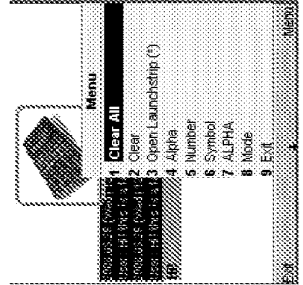 Menu
1 Clear All
2 Clear
3 Open Launchstrip (*)
4 Alpha
5 Number
6 Symbol
7 ALPHA
8 Mode
9 Exit
Exit
Menu